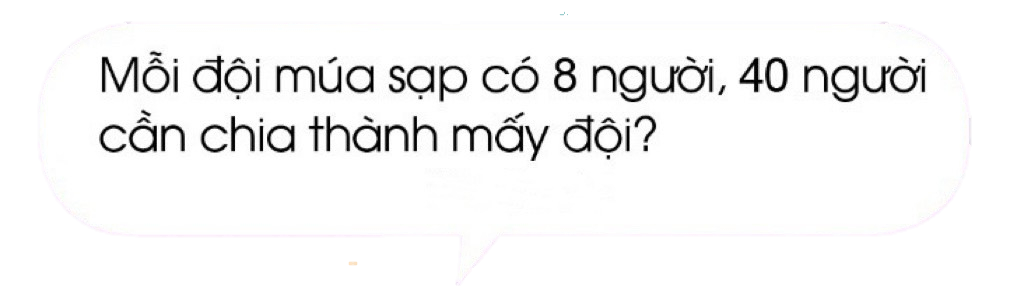 Mỗi đội múa sạp có 8 người, 40 người
cần chia thành mấy đội?